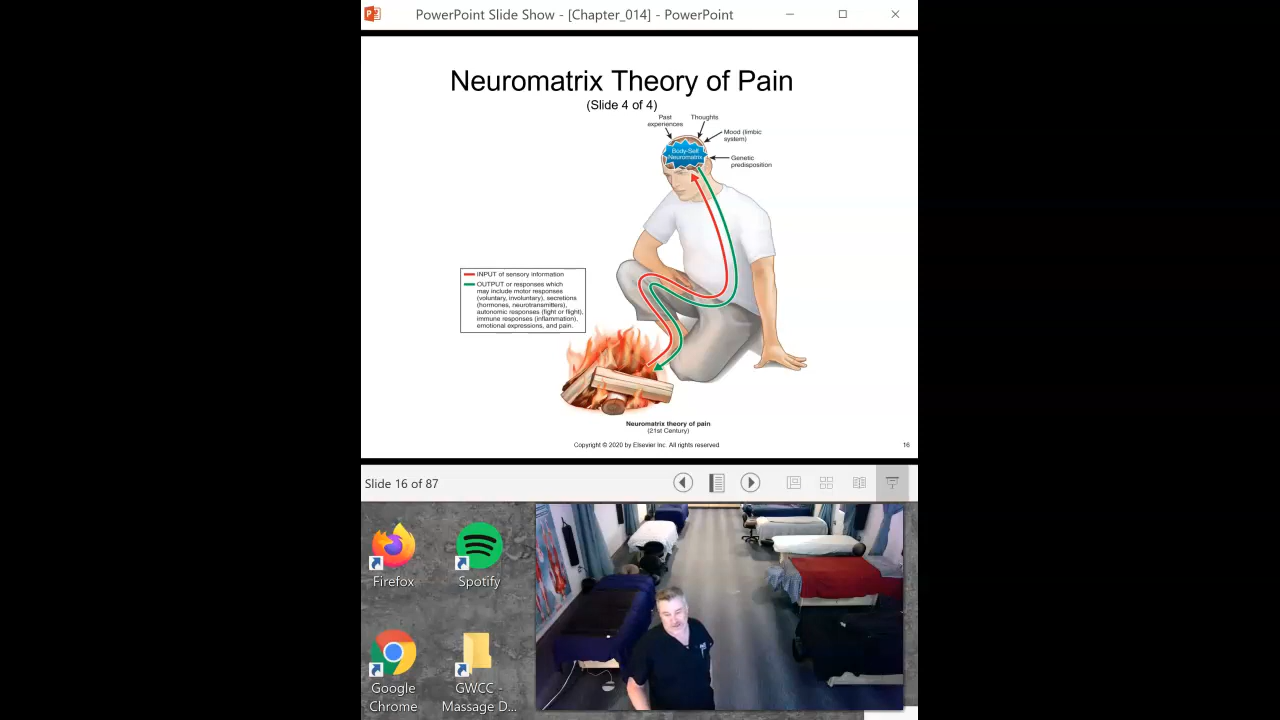 PowerPoint Slide Show - [Chapter_014] - PowerPoint
Neuromatrix Theory of Pain
(Slide 4 of 4)
Past
experiences
Thoughts
Mood (limbic
system)
Body-Self
Neuromatrix
Genetic
predisposition
INPUT of sensory information
OUTPUT or responses which
may include motor responses
(voluntary, involuntary), secretions
(hormones, neurotransmitters),
autonomic responses (fight or flight),
immune responses (inflammation),
emotional expressions, and pain.
Neuromatrix theory of pain
(21st Century)
Copyright © 2020 by Elsevier Inc. All rights reserved
16
Slide 16 of 87
Firefox
Spotify
Google
Chrome
GWCC -
Massage D...